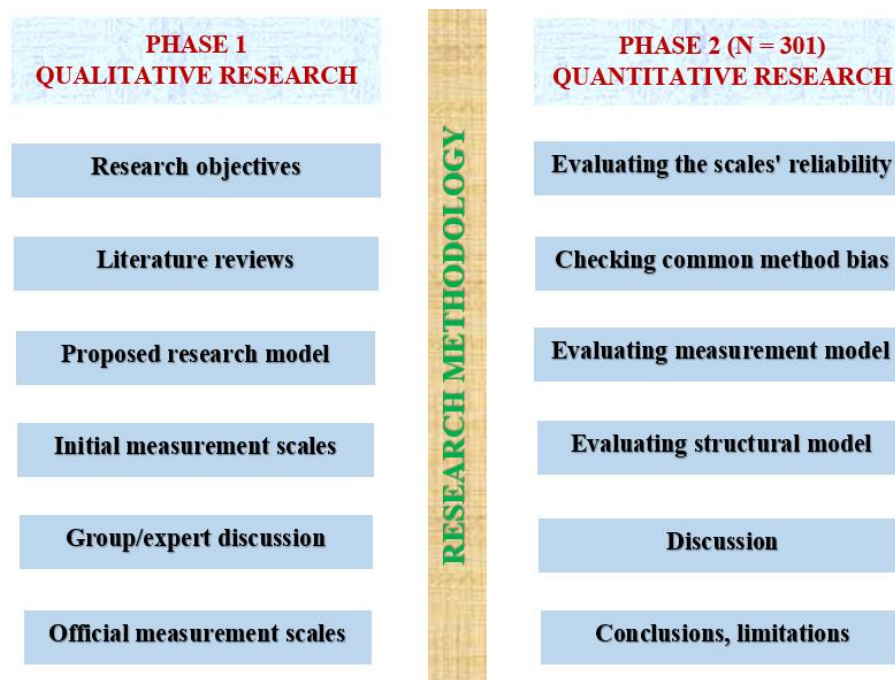 PHASE 1
QUALITATIVE RESEARCH
Research objectives
Literature reviews
Proposed research model
Initial measurement scales
Group/expert discussion
Official measurement scales
RESEARCH METHODOLOGY
PHASE 2 (N = 301)
QUANTITATIVE RESEARCH
Evaluating the scales' reliability
Checking common method bias
Evaluating measurement model
Evaluating structural model
Discussion
Conclusions, limitations